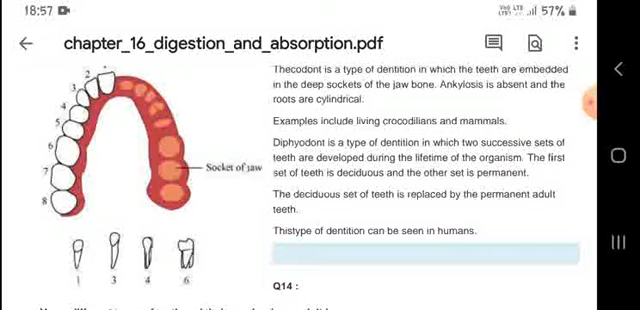 18:57
57%
chapter_16_digestion_and_absorption.pdf
Thecodont is a type of dentition in which the teeth are embedded
in the deep sockets of the jaw bone. Ankylosis is absent and the
roots are cylindrical.
Examples include living crocodilians and mammals.
Diphyodont is a type of dentition in which two successive sets of
teeth are developed during the lifetime of the organism. The first
set of teeth is deciduous and the other set is permanent.
The deciduous set of teeth is replaced by the permanent adult
teeth.
Thistype of dentition can be seen in humans.
Q14 :
2
3
4
5
6
7
8
Socket of jaw
1
3
4
6